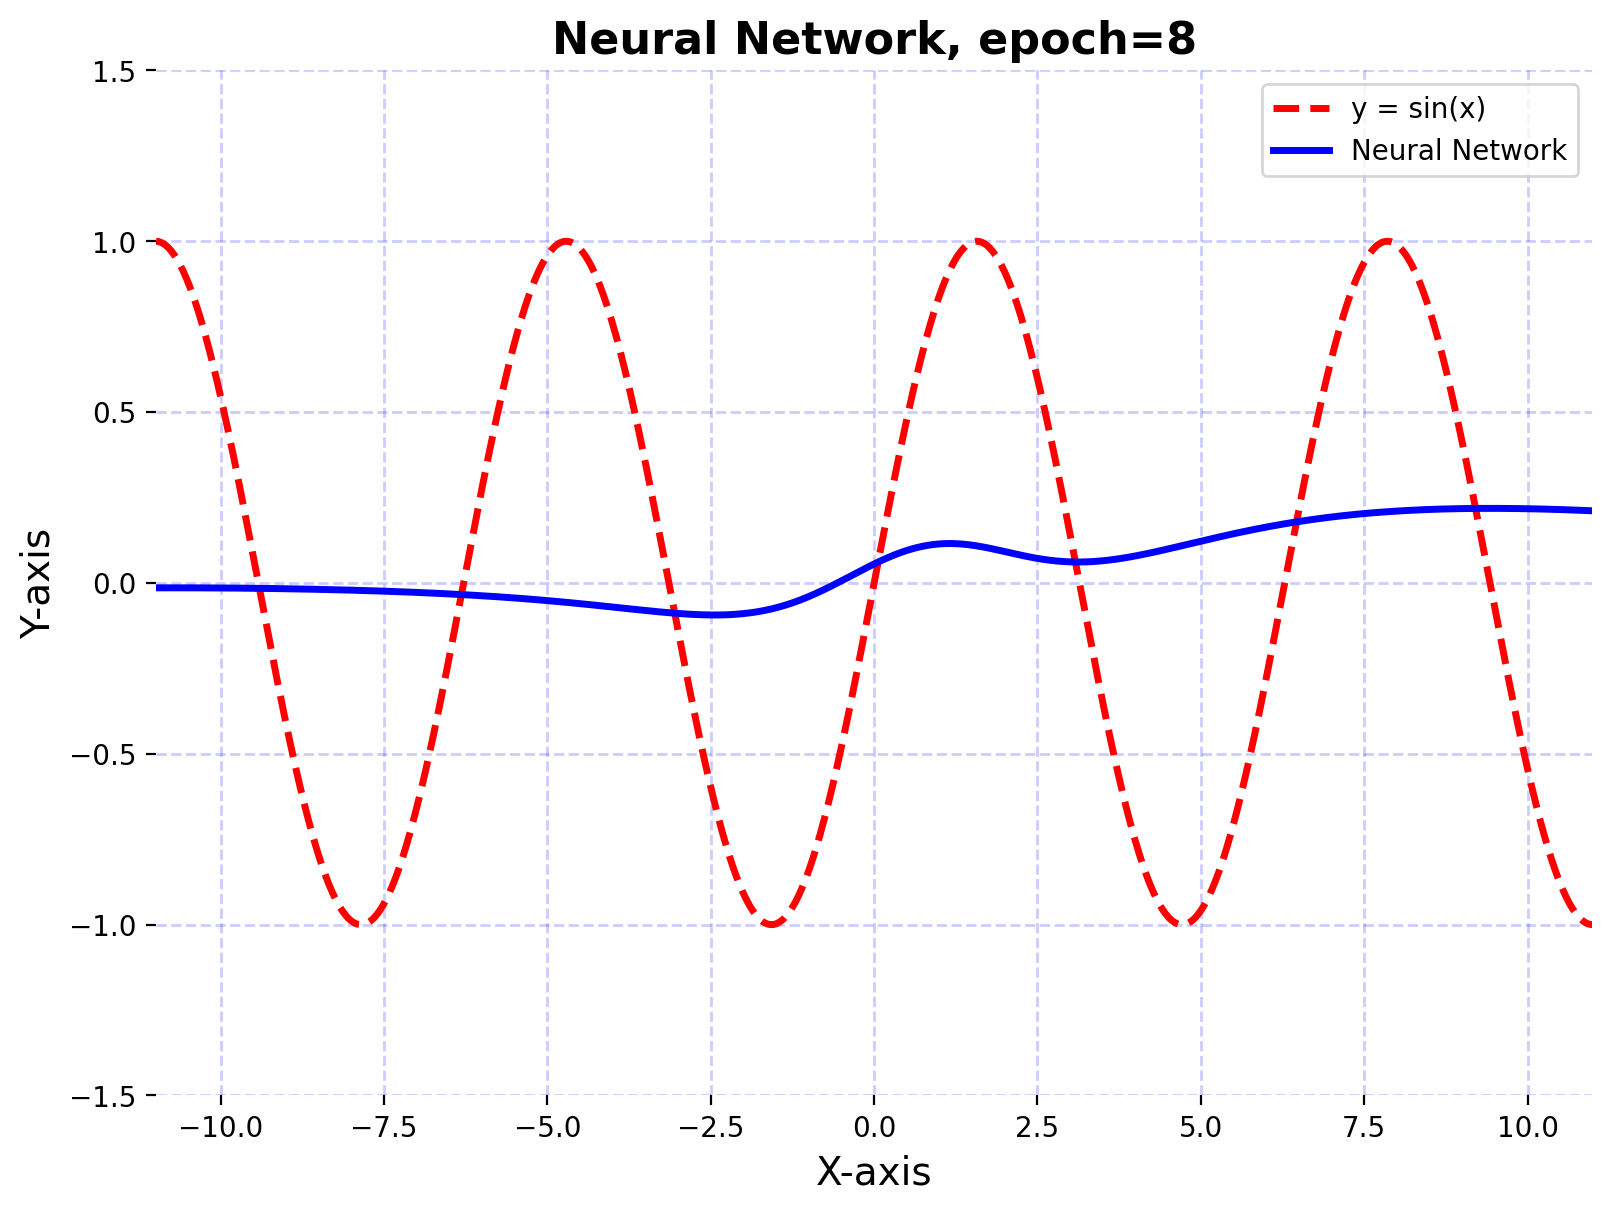 Neural Network, epoch=8
1.5
1.0
0.5
0.0
−0.5
−1.0
−1.5
Y-axis
y = sin(x)
Neural Network
−10.0 −7.5 −5.0 −2.5 0.0 2.5 5.0 7.5 10.0
X-axis